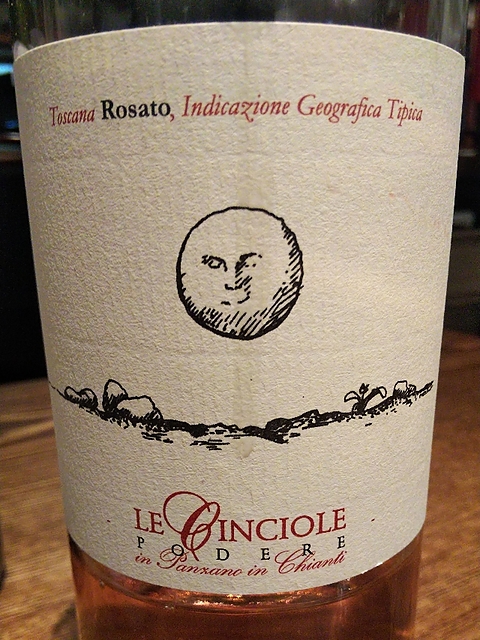 Toscana Rosato, Indicazione Geografica Tipica
LE CINCIOLE
PODERE
in Panzano in Chianti